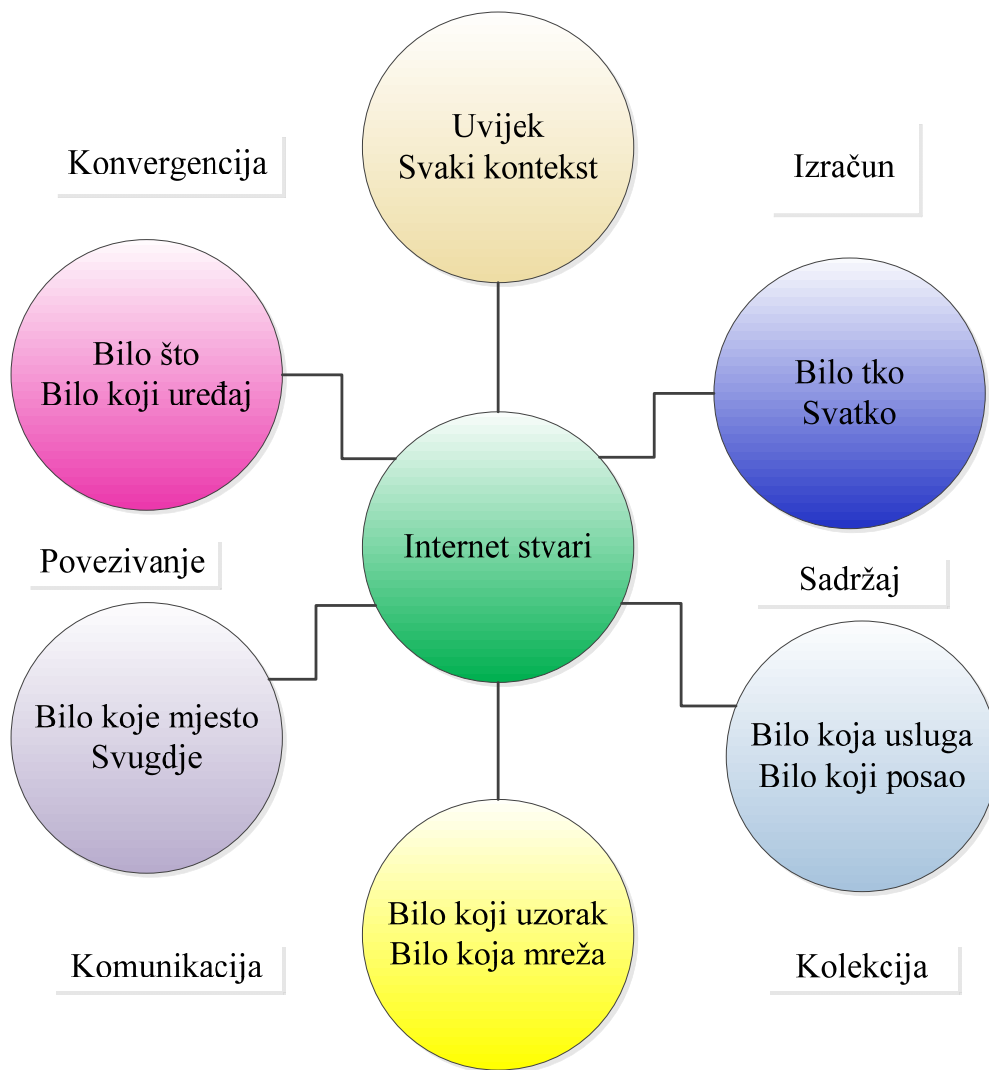 Uvijek
Svaki kontekst
Konvergencija
Izračun
Bilo što
Bilo koji uređaj
Bilo tko
Svatko
Internet stvari
Povezivanje
Sadržaj
Bilo koje mjesto
Svugdje
Bilo koja usluga
Bilo koji posao
Bilo koji uzorak
Bilo koja mreža
Komunikacija
Kolekcija